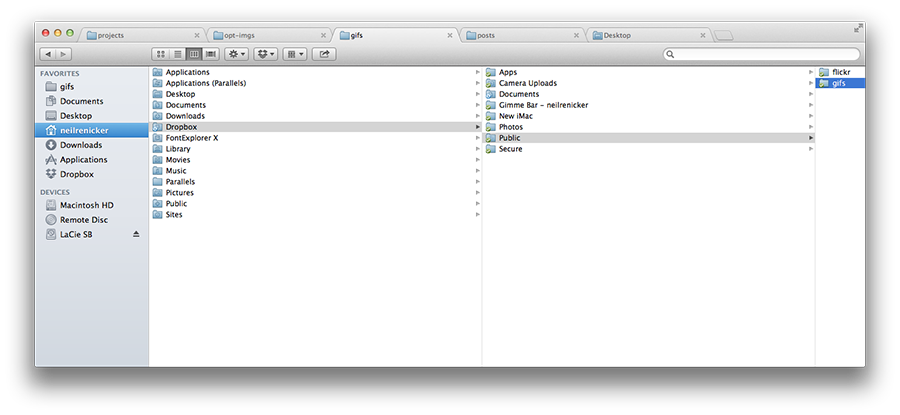 projects
opt-imgs
gifs
posts
Desktop
FAVORITES
gifs
Documents
Desktop
neilrenicker
Downloads
Applications
Dropbox
DEVICES
Macintosh HD
Remote Disc
LaCie SB
Applications
Applications (Parallels)
Desktop
Documents
Downloads
Dropbox
FontExplorer X
Library
Movies
Music
Parallels
Pictures
Public
Sites
Apps
Camera Uploads
Documents
Gimme Bar - neilrenicker
New iMac
Photos
Public
Secure
flickr
gifs